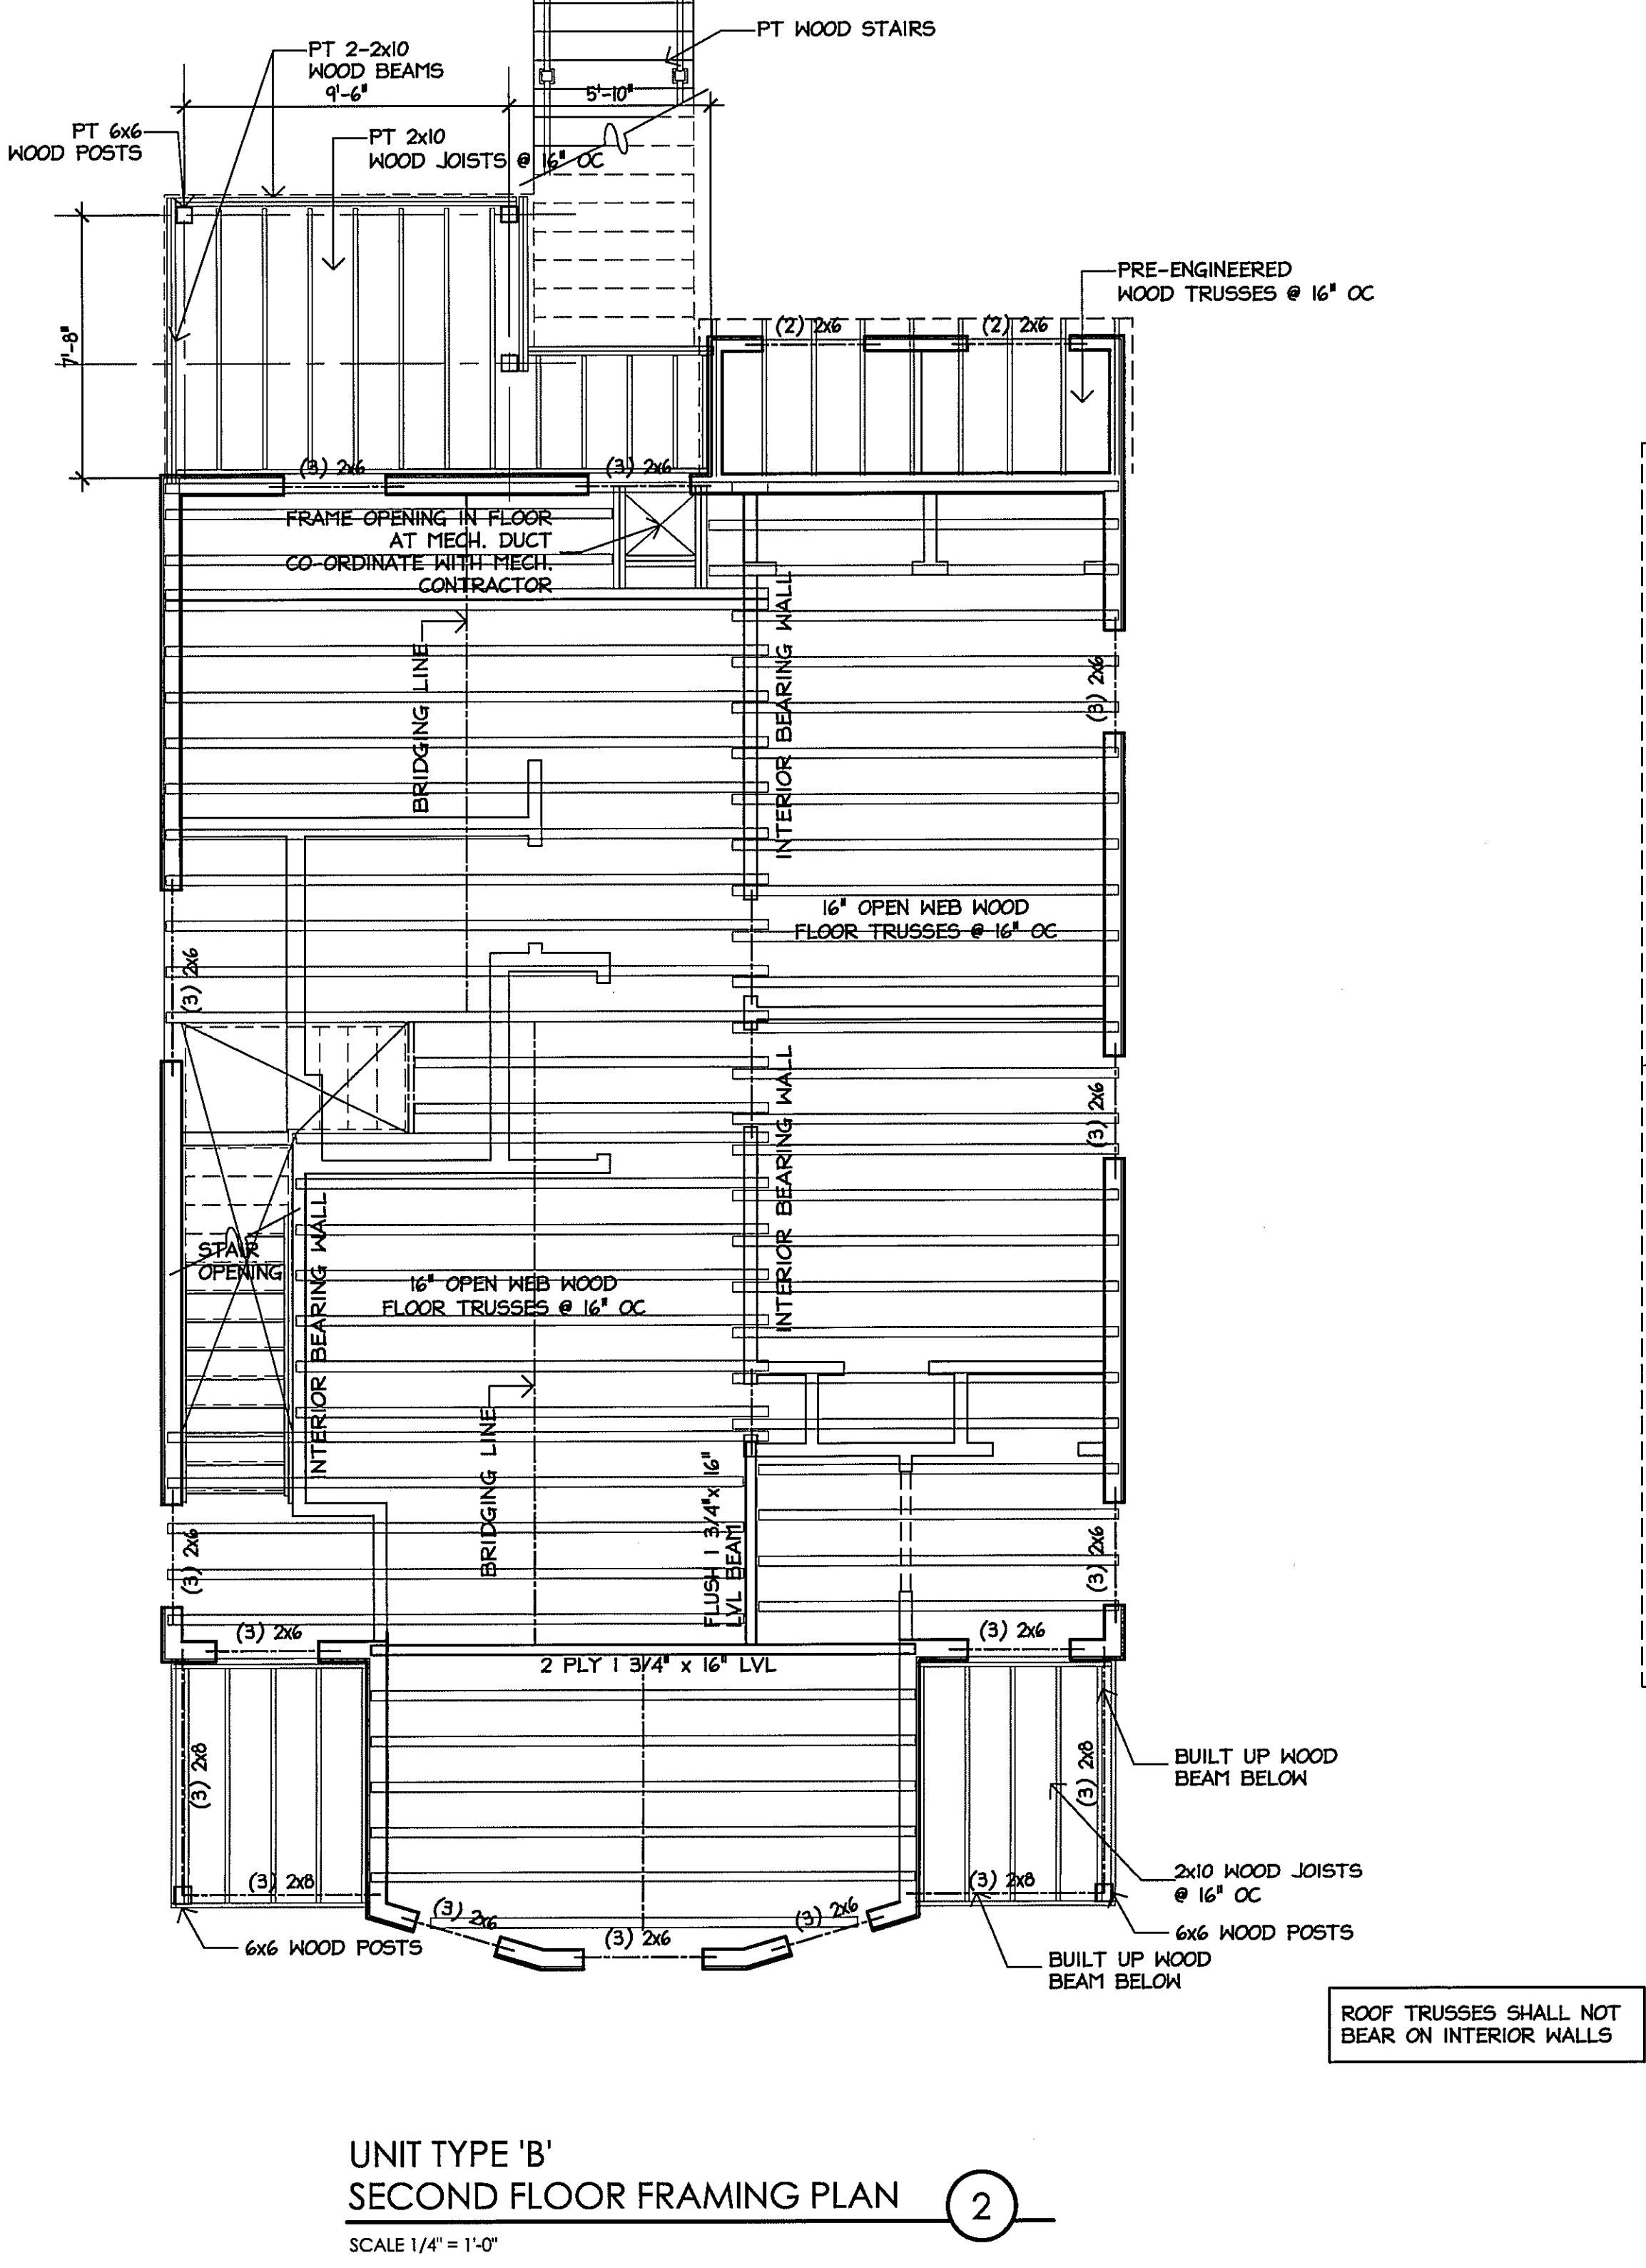 PT WOOD STAIRS
PT 2-2x10
WOOD BEAMS
9'-6"
5'-10"
PT 6x6
WOOD POSTS
PT 2x10
WOOD JOISTS @ 16" OC
7'-8"
PRE-ENGINEERED
WOOD TRUSSES @ 16" OC
(2) 2x6
(2) 2x6
(3) 2x6
(3) 2x6
FRAME OPENING IN FLOOR
AT MECH. DUCT
CO-ORDINATE WITH MECH.
CONTRACTOR
BRIDGING LINE
INTERIOR BEARING WALL
(3) 2x6
16" OPEN WEB WOOD
FLOOR TRUSSES @ 16" OC
(3) 2x6
INTERIOR BEARING WALL
(3) 2x6
STAIR
OPENING
INTERIOR BEARING WALL
16" OPEN WEB WOOD
FLOOR TRUSSES @ 16" OC
BRIDGING LINE
FLUSH 1 3/4"x 16"
LVL BEAM
(3) 2x6
(3) 2x6
(3) 2x6
(3) 2x6
2 PLY 1 3/4" x 16" LVL
(3) 2x8
(3) 2x8
BUILT UP WOOD
BEAM BELOW
(3) 2x8
(3) 2x8
2x10 WOOD JOISTS
@ 16" OC
(3) 2x6
(3) 2x6
(3) 2x6
6x6 WOOD POSTS
6x6 WOOD POSTS
BUILT UP WOOD
BEAM BELOW
ROOF TRUSSES SHALL NOT
BEAR ON INTERIOR WALLS
UNIT TYPE 'B'
SECOND FLOOR FRAMING PLAN
2
SCALE 1/4" = 1'-0"